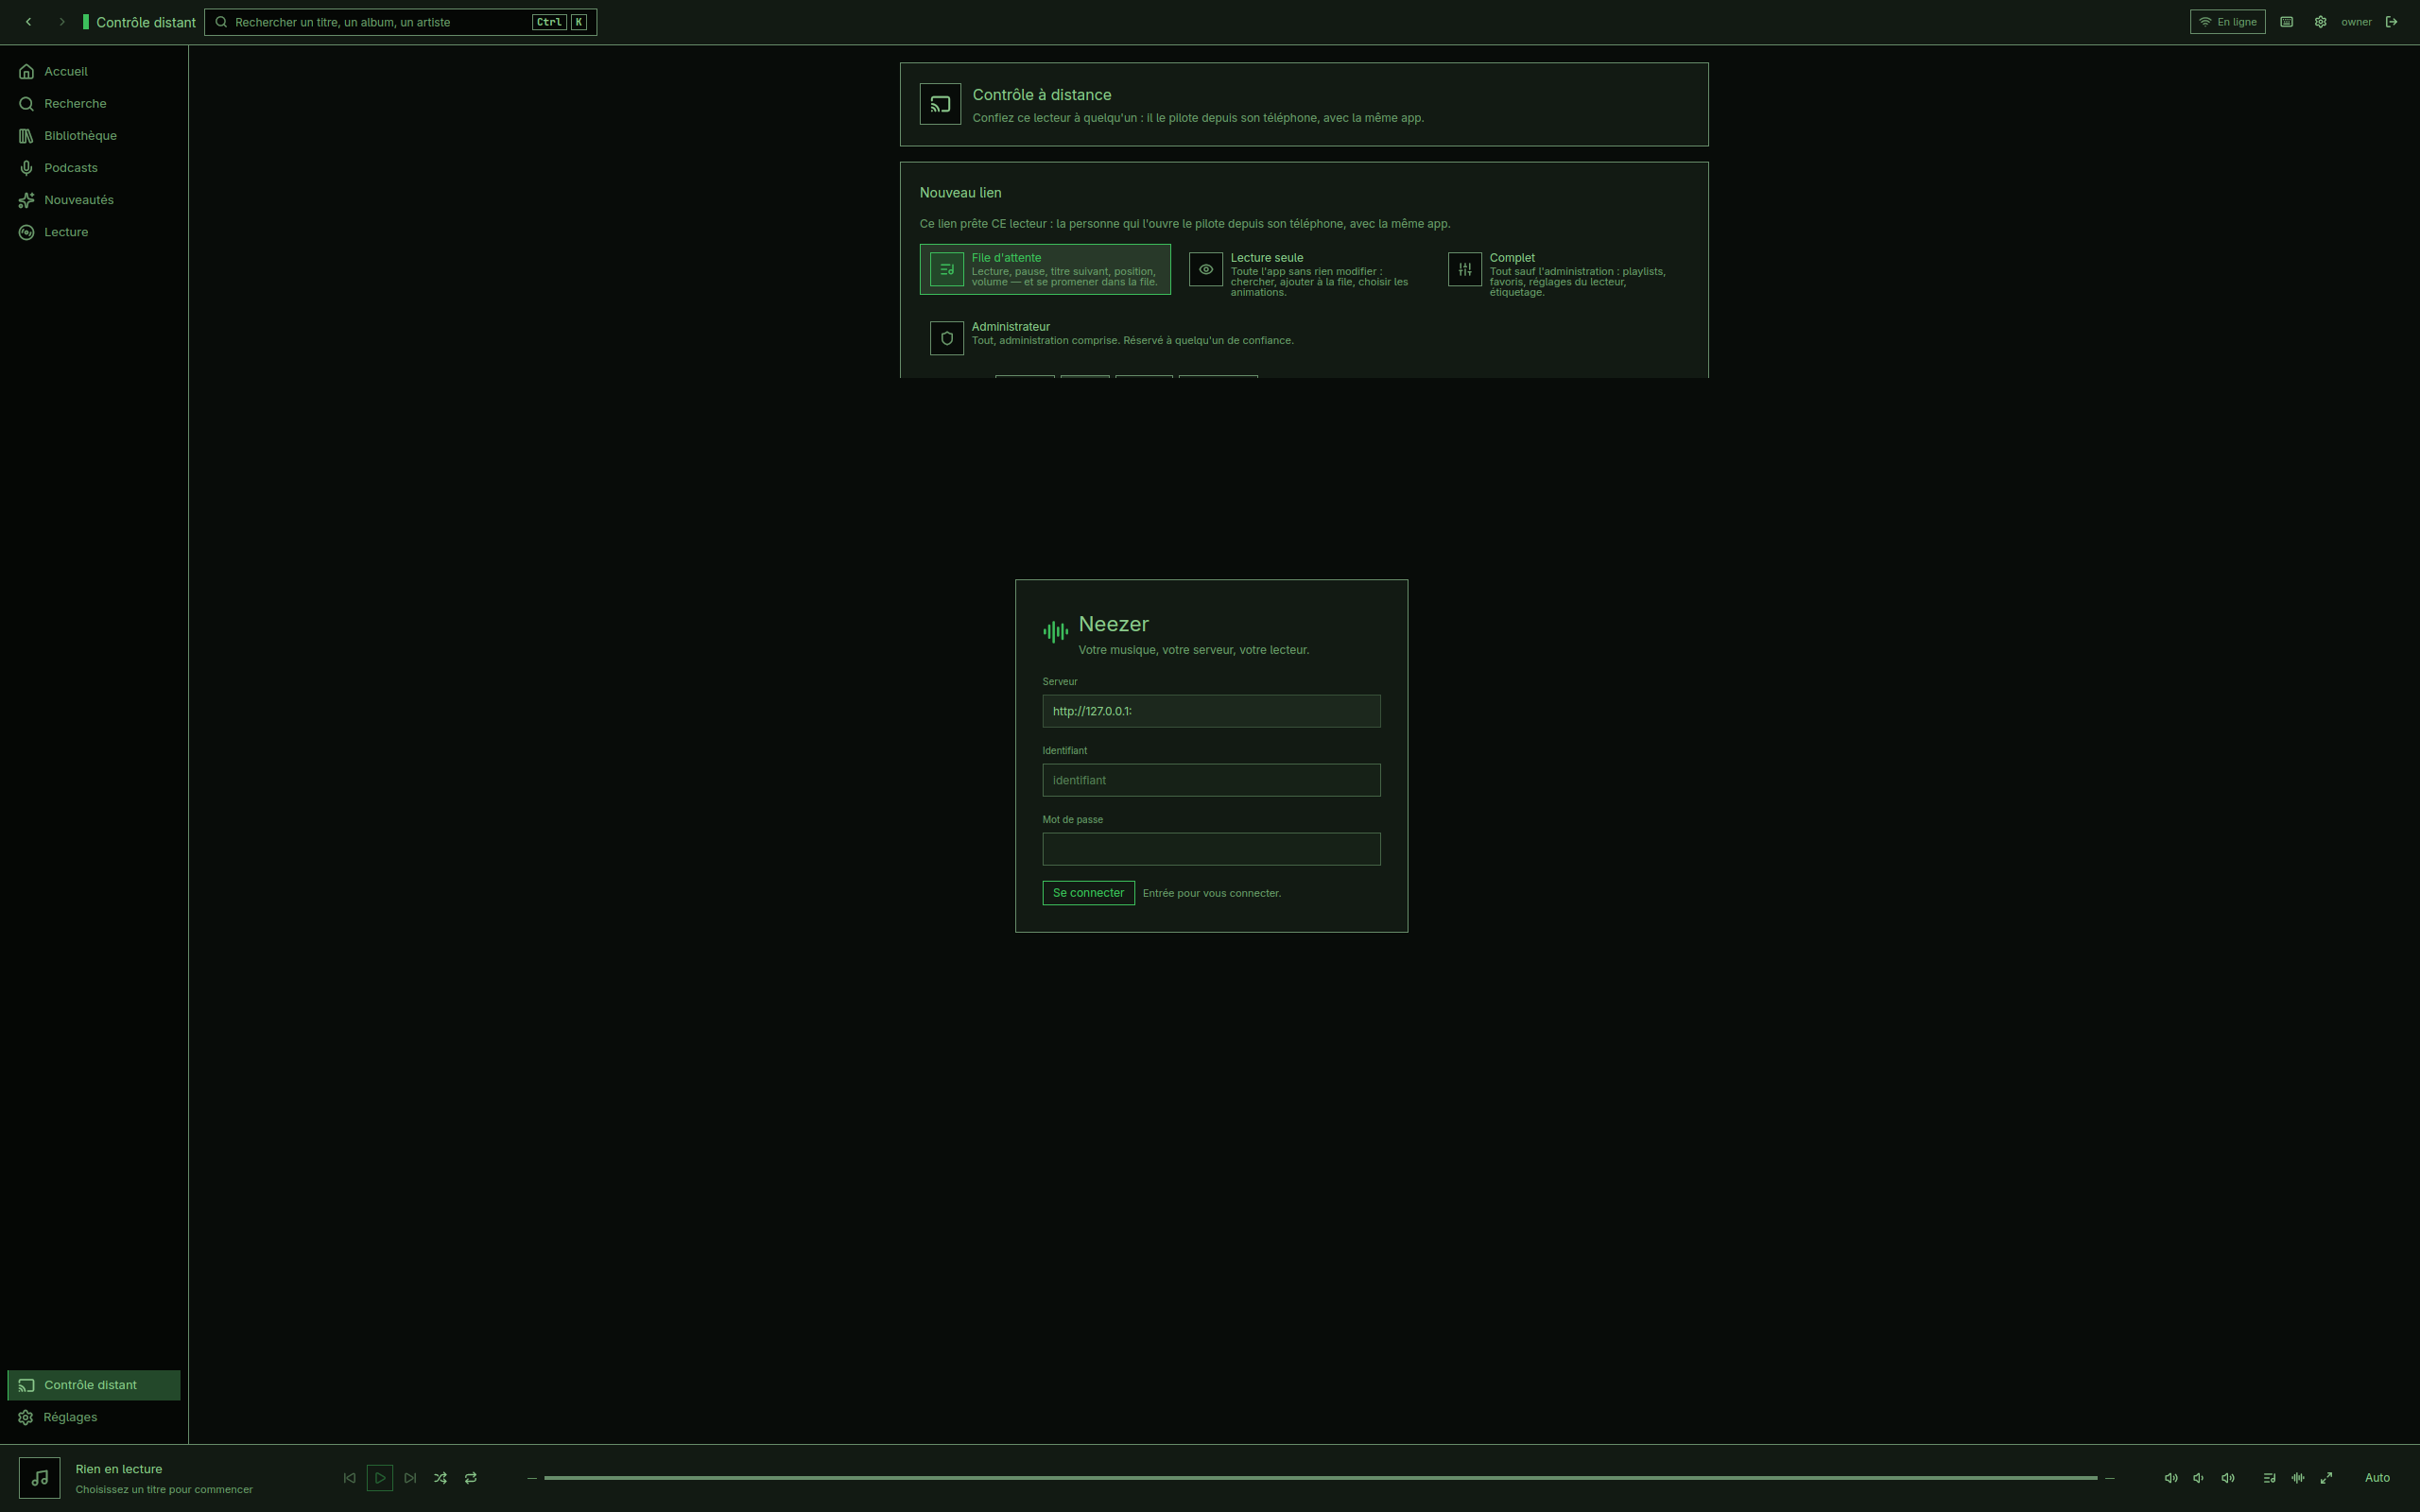 Contrôle distant
Rechercher un titre, un album, un artiste
Ctrl K
En ligne
owner
Accueil
Recherche
Bibliothèque
Podcasts
Nouveautés
Lecture
Contrôle à distance
Confiez ce lecteur à quelqu'un : il le pilote depuis son téléphone, avec la même app.
Nouveau lien
Ce lien prête CE lecteur : la personne qui l'ouvre le pilote depuis son téléphone, avec la même app.
File d'attente
Lecture, pause, titre suivant, position,
volume — et se promener dans la file.
Lecture seule
Toute l'app sans rien modifier :
chercher, ajouter à la file, choisir les
animations.
Complet
Tout sauf l'administration : playlists,
favoris, réglages du lecteur,
étiquetage.
Administrateur
Tout, administration comprise. Réservé à quelqu'un de confiance.
Neezer
Votre musique, votre serveur, votre lecteur.
Serveur
http://127.0.0.1:
Identifiant
identifiant
Mot de passe
Se connecter
Entrée pour vous connecter.
Contrôle distant
Réglages
Rien en lecture
Choisissez un titre pour commencer
—
—
Auto